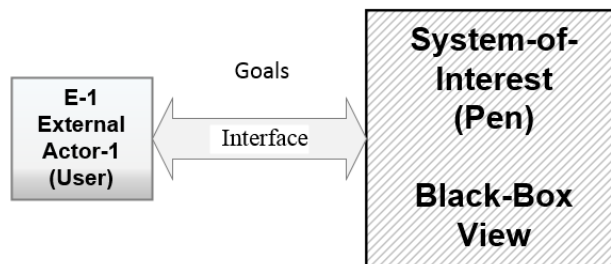 E-1
External
Actor-1
(User)
Goals
Interface
System-of-
Interest
(Pen)
Black-Box
View